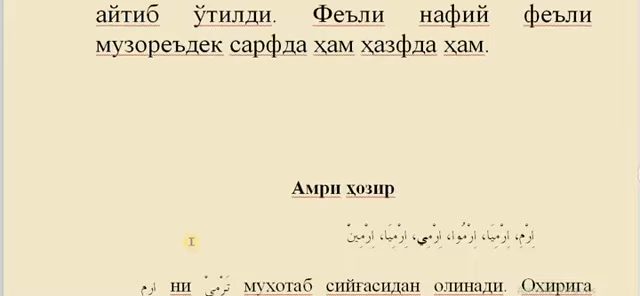 айтиб ўтилди. Феъли нафий феъли
музореъдек сарфда ҳам ҳазфда ҳам.
Амри ҳозир
اِرْمِ، اِرْمِيَا، اِرْمُوا، اِرْمِي، اِرْمِيَا، اِرْمِينَ
ارم ни تَرْمِيْ мухотаб сийғасидан олинади. Охирига